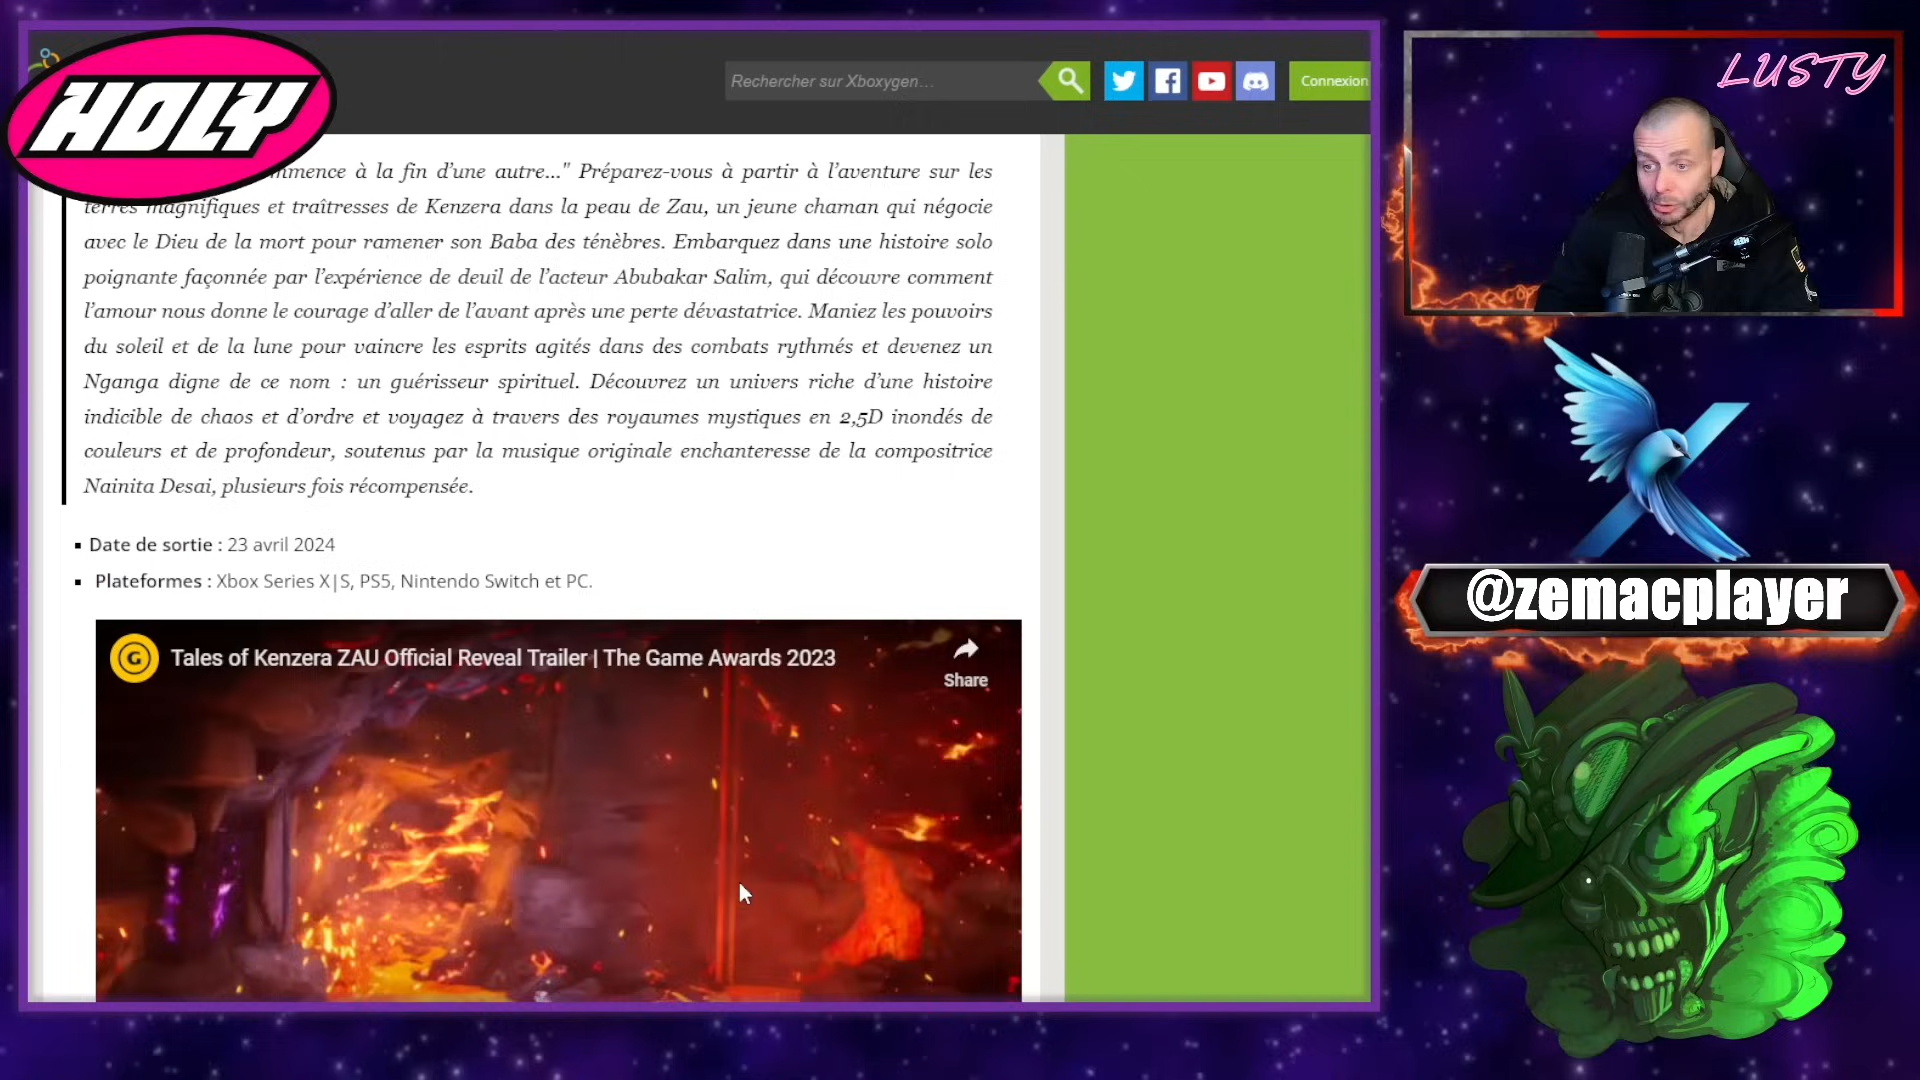 HOLY
Rechercher sur Xboxygen…
Connexion
LUSTY
mmence à la fin d’une autre..." Préparez-vous à partir à l’aventure sur les
terres magnifiques et traîtresses de Kenzera dans la peau de Zau, un jeune chaman qui négocie
avec le Dieu de la mort pour ramener son Baba des ténèbres. Embarquez dans une histoire solo
poignante façonnée par l’expérience de deuil de l’acteur Abubakar Salim, qui découvre comment
l’amour nous donne le courage d’aller de l’avant après une perte dévastatrice. Maniez les pouvoirs
du soleil et de la lune pour vaincre les esprits agités dans des combats rythmés et devenez un
Nganga digne de ce nom : un guérisseur spirituel. Découvrez un univers riche d’une histoire
indicible de chaos et d’ordre et voyagez à travers des royaumes mystiques en 2,5D inondés de
couleurs et de profondeur, soutenus par la musique originale enchanteresse de la compositrice
Nainita Desai, plusieurs fois récompensée.
▪ Date de sortie : 23 avril 2024
▪ Plateformes : Xbox Series X|S, PS5, Nintendo Switch et PC.
G Tales of Kenzera ZAU Official Reveal Trailer | The Game Awards 2023
Share
@zemacplayer